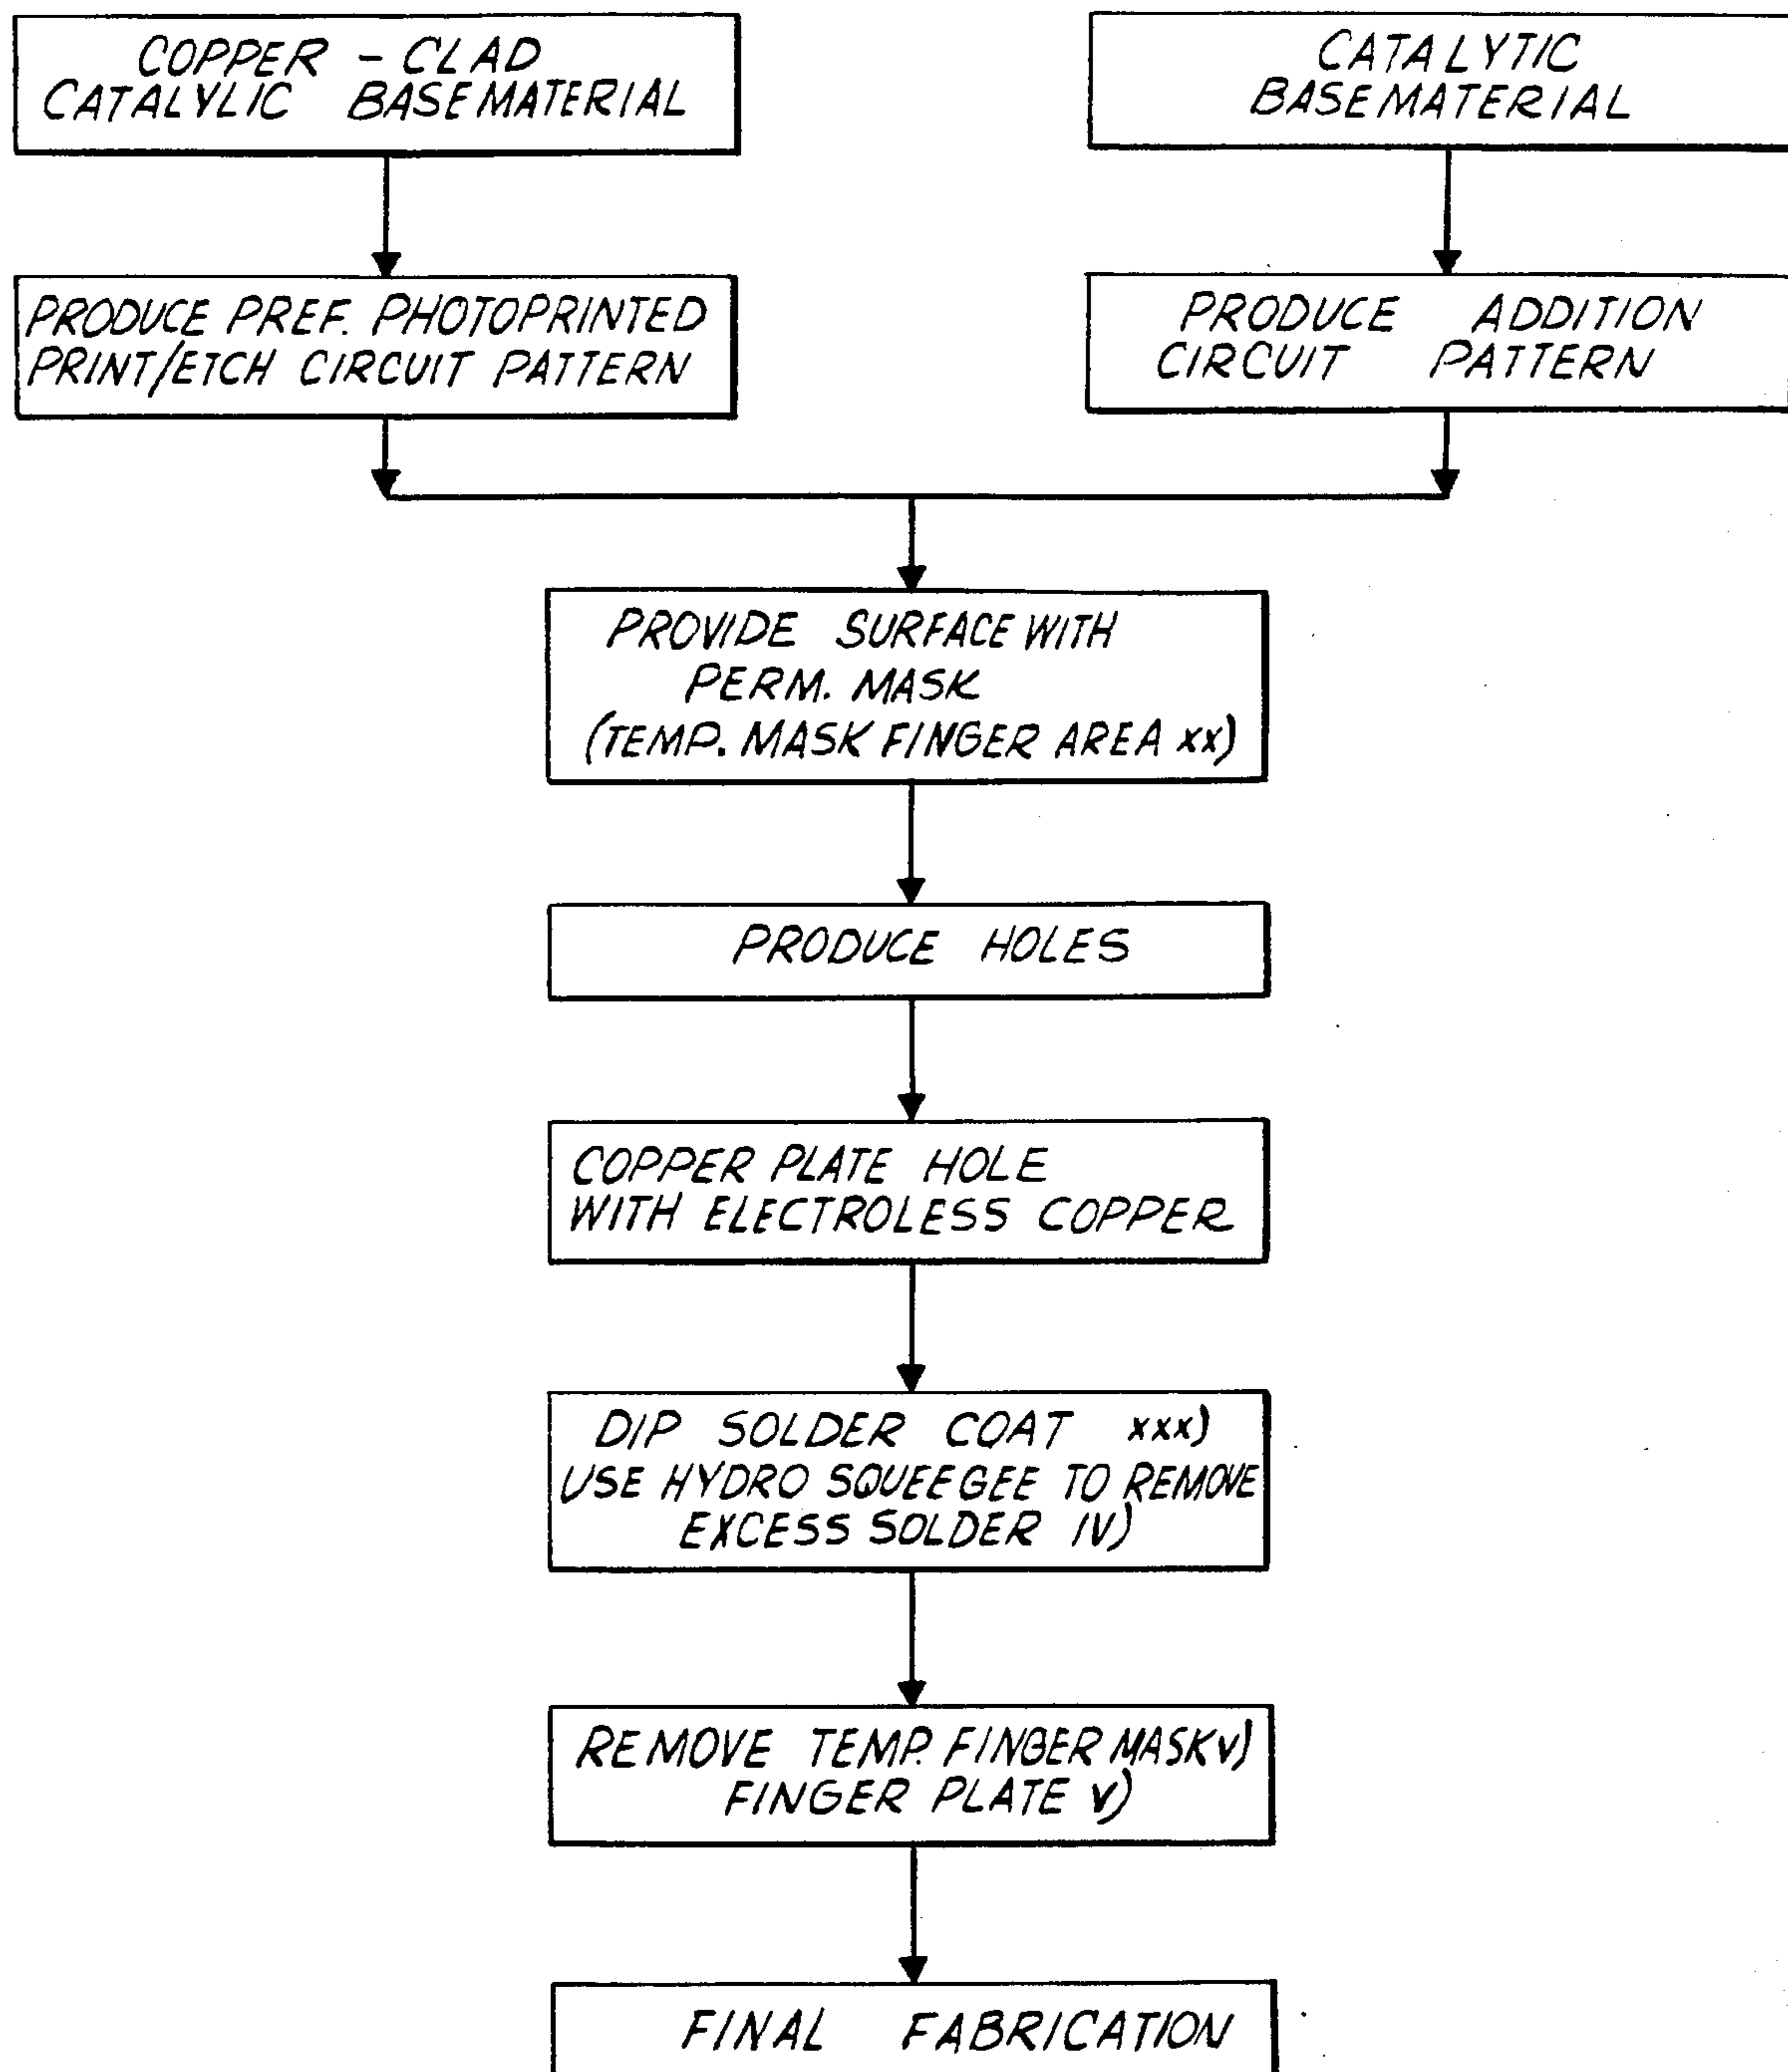 COPPER - CLAD
CATALYLIC BASEMATERIAL
CATALYTIC
BASEMATERIAL
PRODUCE PREF. PHOTOPRINTED
PRINT/ETCH CIRCUIT PATTERN
PRODUCE ADDITION
CIRCUIT PATTERN
PROVIDE SURFACE WITH
PERM. MASK
(TEMP. MASK FINGER AREA xx)
PRODUCE HOLES
COPPER PLATE HOLE
WITH ELECTROLESS COPPER
DIP SOLDER COAT xxx)
USE HYDRO SQUEEGEE TO REMOVE
EXCESS SOLDER IV)
REMOVE TEMP. FINGER MASK V)
FINGER PLATE V)
FINAL FABRICATION